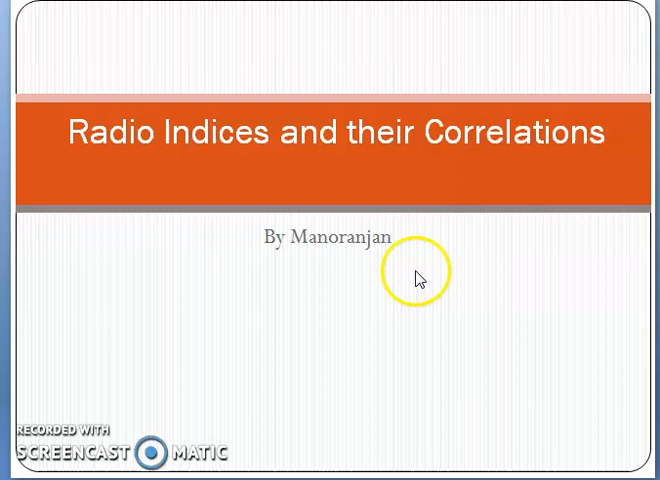 Radio Indices and their Correlations
By Manoranjan
RECORDED WITH
SCREENCAST MATIC